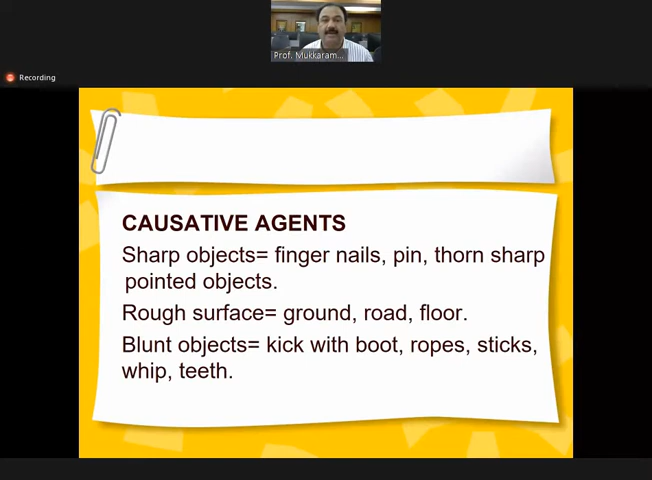 Prof. Mukkaram...
Recording
CAUSATIVE AGENTS
Sharp objects= finger nails, pin, thorn sharp
pointed objects.
Rough surface= ground, road, floor.
Blunt objects= kick with boot, ropes, sticks,
whip, teeth.